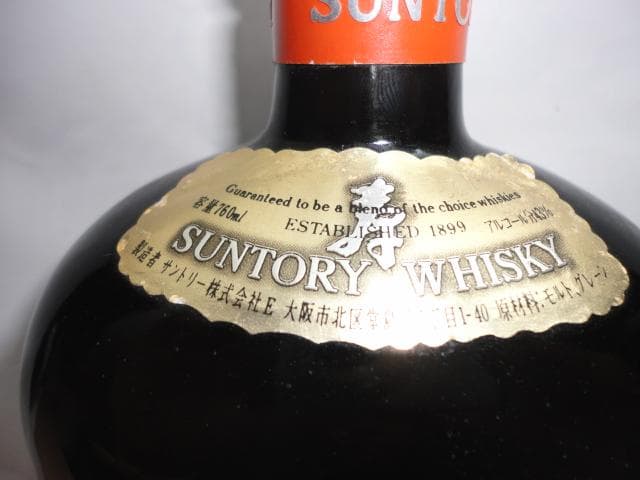 SUNTO
Guaranteed to be a blend of the choice whiskies
容量760ml
ESTABLISHED 1899
アルコール分43%
寿
SUNTORY WHISKY
製造者 サントリー株式会社E 大阪市北区堂 目1-40 原材料:モルト,グレーン